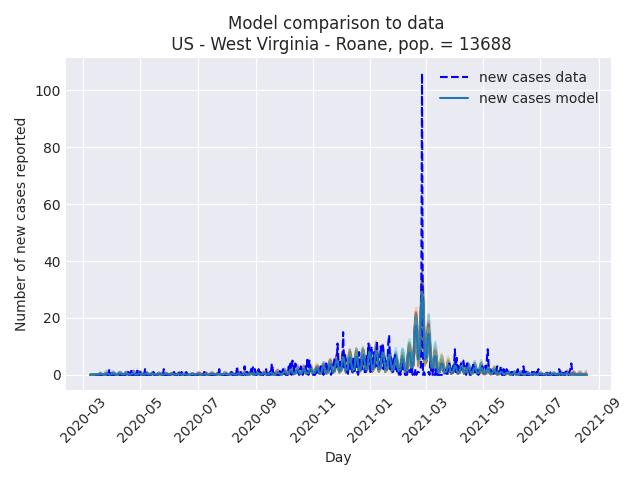 Model comparison to data
US - West Virginia - Roane, pop. = 13688
new cases data
new cases model
Number of new cases reported
100
80
60
40
20
0
2020-03
2020-05
2020-07
2020-09
2020-11
2021-01
2021-03
2021-05
2021-07
2021-09
Day